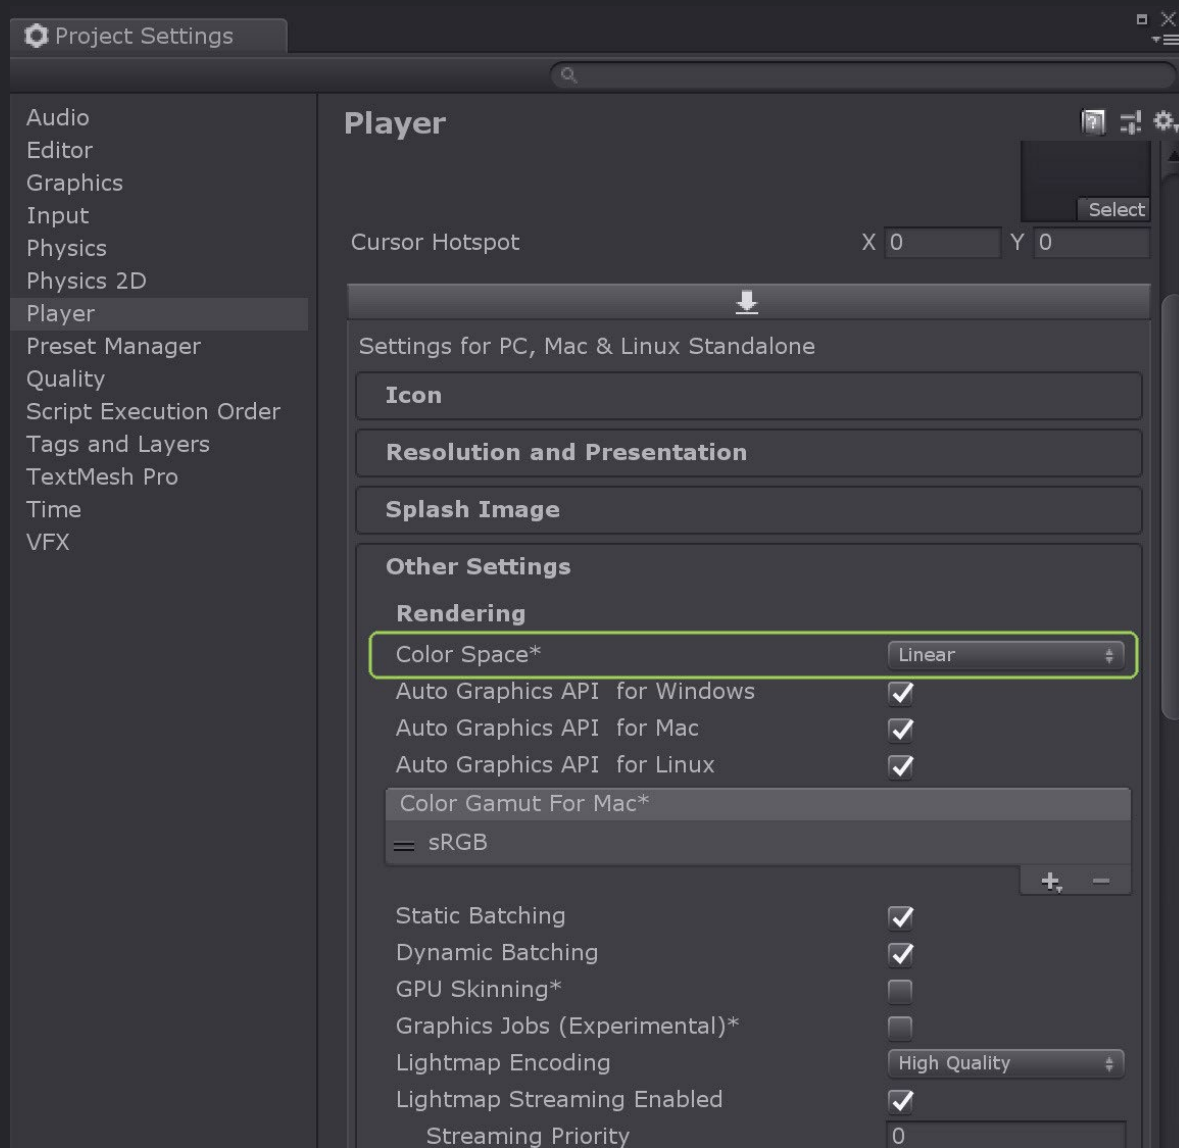 Project Settings
Audio
Editor
Graphics
Input
Physics
Physics 2D
Player
Preset Manager
Quality
Script Execution Order
Tags and Layers
TextMesh Pro
Time
VFX
Player
Select
Cursor Hotspot X 0 Y 0
Settings for PC, Mac & Linux Standalone
Icon
Resolution and Presentation
Splash Image
Other Settings
Rendering
Color Space* Linear
Auto Graphics API for Windows
Auto Graphics API for Mac
Auto Graphics API for Linux
Color Gamut For Mac*
sRGB
Static Batching
Dynamic Batching
GPU Skinning*
Graphics Jobs (Experimental)*
Lightmap Encoding High Quality
Lightmap Streaming Enabled
Streaming Priority 0